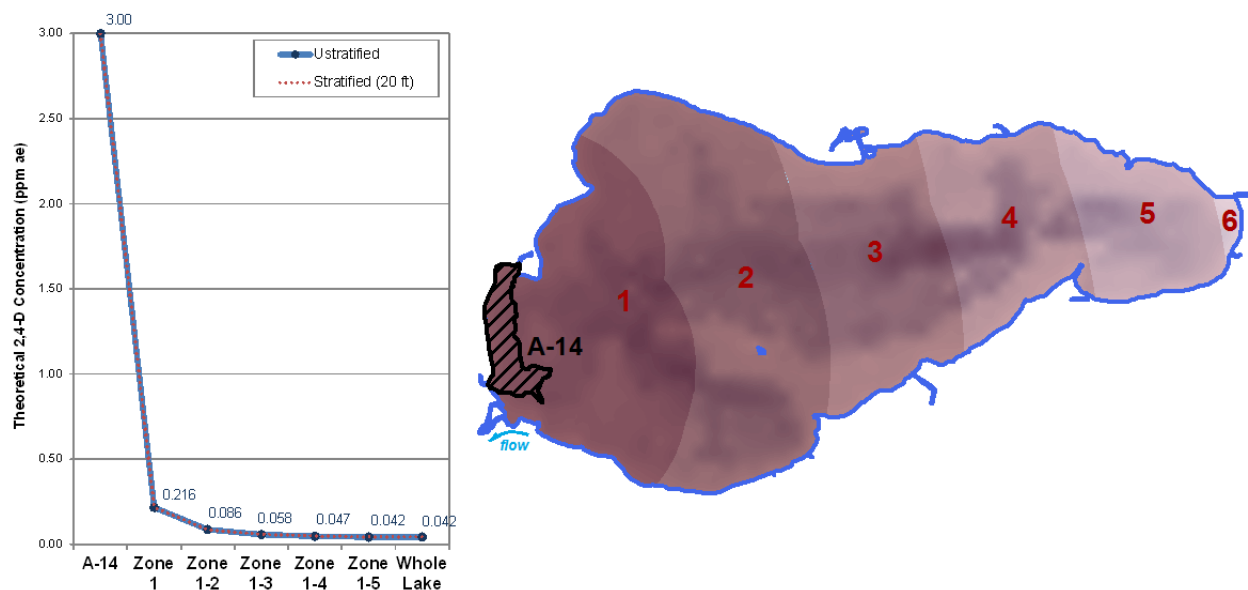 Theoretical 2,4-D Concentration (ppm ae)
3.00
2.50
2.00
1.50
1.00
0.50
0.00
3.00
0.216
0.086
0.058
0.047
0.042
0.042
Ustratified
Stratified (20 ft)
A-14
Zone 1
Zone 1-2
Zone 1-3
Zone 1-4
Zone 1-5
Whole Lake
1
2
3
4
5
6
A-14
flow